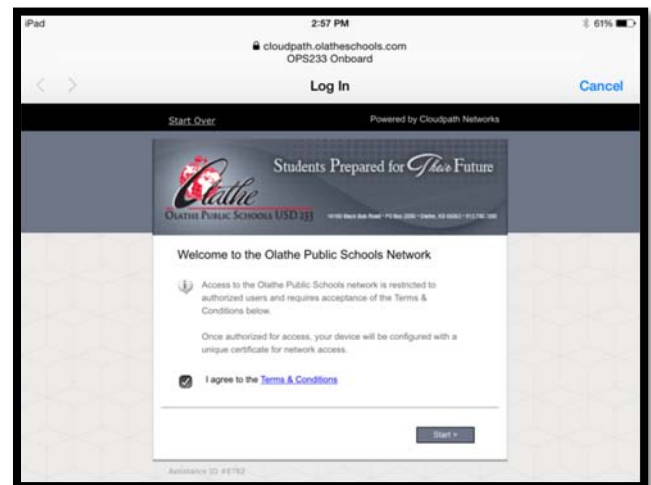 iPad
2:57 PM
61%
cloudpath.olatheschools.com
OPS233 Onboard
Log In
Cancel
Start Over
Powered by Cloudpath Networks
Students Prepared for Their Future
Olathe
OLATHE PUBLIC SCHOOLS USD 233
Welcome to the Olathe Public Schools Network
Access to the Olathe Public Schools network is restricted to
authorized users and requires acceptance of the Terms &
Conditions below.
Once authorized for access, your device will be configured with a
unique certificate for network access.
I agree to the Terms & Conditions
Start >
Assistance ID